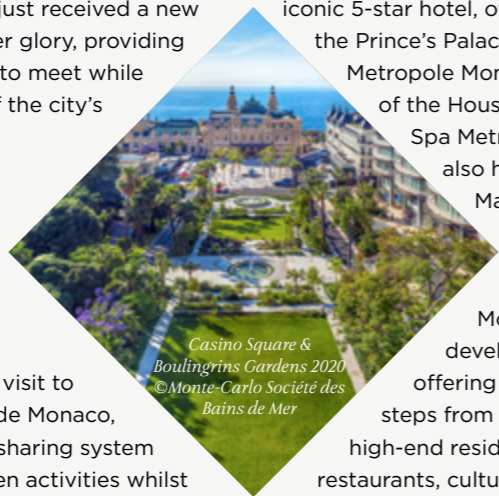 just received a new
er glory, providing
to meet while
f the city's
visit to
de Monaco,
sharing system
en activities whilst
Casino Square &
Boulingrins Gardens 2020
©Monte-Carlo Société des
Bains de Mer
iconic 5-star hotel, o
the Prince's Palac
Metropole Mon
of the Hous
Spa Metr
also h
Ma
Mo
devel
offering
steps from
high-end resid
restaurants, cultu